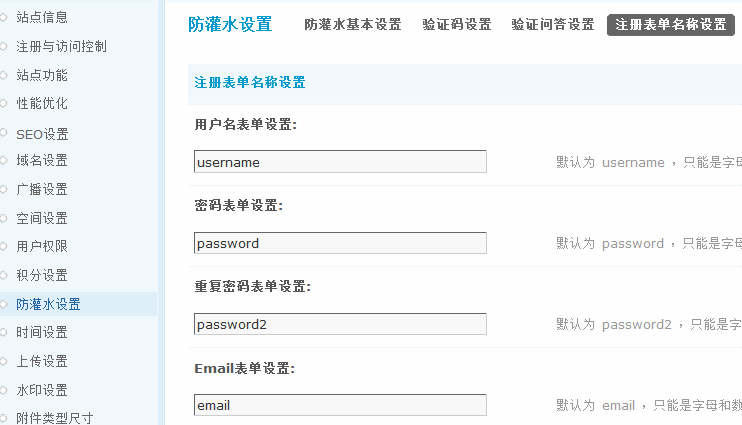 站点信息
注册与访问控制
站点功能
性能优化
SEO设置
域名设置
广播设置
空间设置
用户权限
积分设置
防灌水设置
时间设置
上传设置
水印设置
附件类型尺寸
防灌水设置 防灌水基本设置 验证码设置 验证问答设置 注册表单名称设置
注册表单名称设置
用户名表单设置:
username 默认为 username ，只能是字母
密码表单设置:
password 默认为 password ，只能是字母
重复密码表单设置:
password2 默认为 password2 ，只能是字
Email表单设置:
email 默认为 email ，只能是字母和数